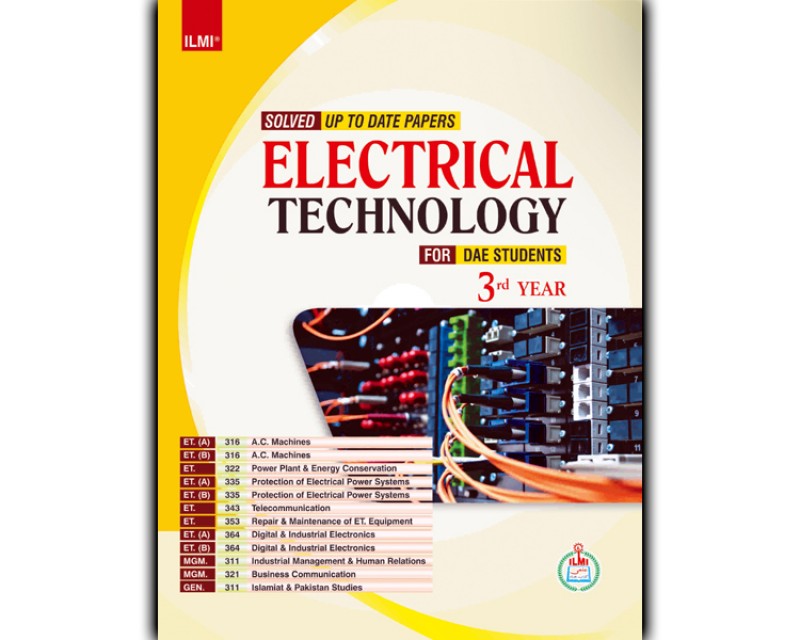 ILMI®
SOLVED UP TO DATE PAPERS
ELECTRICAL
TECHNOLOGY
FOR DAE STUDENTS
3rd YEAR
ET. (A) 316 A.C. Machines
ET. (B) 316 A.C. Machines
ET. 322 Power Plant & Energy Conservation
ET. (A) 335 Protection of Electrical Power Systems
ET. (B) 335 Protection of Electrical Power Systems
ET. 343 Telecommunication
ET. 353 Repair & Maintenance of ET. Equipment
ET. (A) 364 Digital & Industrial Electronics
ET. (B) 364 Digital & Industrial Electronics
MGM. 311 Industrial Management & Human Relations
MGM. 321 Business Communication
GEN. 311 Islamiat & Pakistan Studies
ILMI